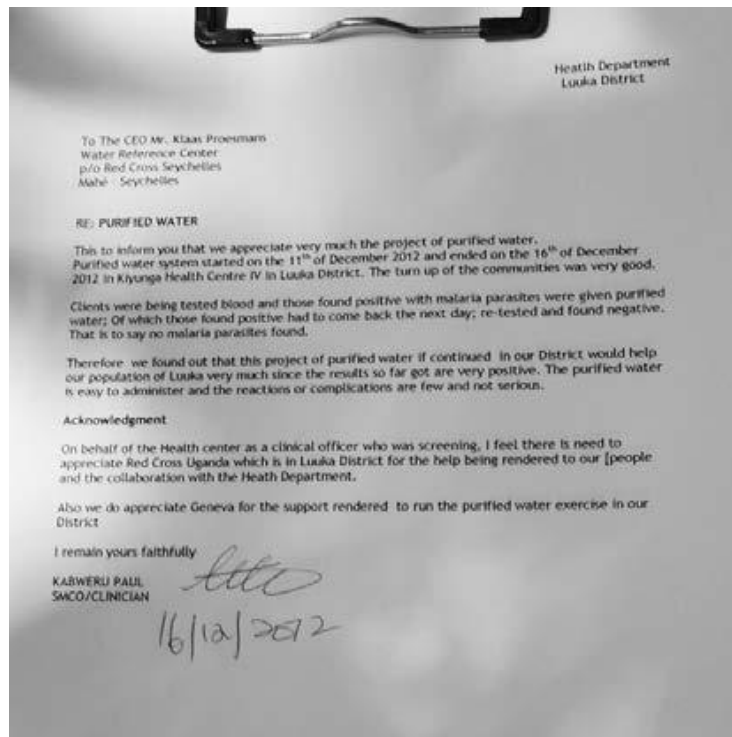 Heatlh Department
Luuka District
To The CEO Mr. Klaas Proesmans
Water Reference Center
p/o Red Cross Seychelles
Mahé - Seychelles
RE: PURIFIED WATER
This to inform you that we appreciate very much the project of purified water.
Purified water system started on the 11th of December 2012 and ended on the 16th of December
2012 in Kiyunga Health Centre IV in Luuka District. The turn up of the communities was very good.
Clients were being tested blood and those found positive with malaria parasites were given purified
water; Of which those found positive had to come back the next day; re-tested and found negative.
That is to say no malaria parasites found.
Therefore we found out that this project of purified water if continued in our District would help
our population of Luuka very much since the results so far got are very positive. The purified water
is easy to administer and the reactions or complications are few and not serious.
Acknowledgment
On behalf of the Health center as a clinical officer who was screening, I feel there is need to
appreciate Red Cross Uganda which is in Luuka District for the help being rendered to our [people
and the collaboration with the Heath Department.
Also we do appreciate Geneva for the support rendered to run the purified water exercise in our
District
I remain yours faithfully
KABWERU PAUL
SMCO/CLINICIAN
16/12/2012